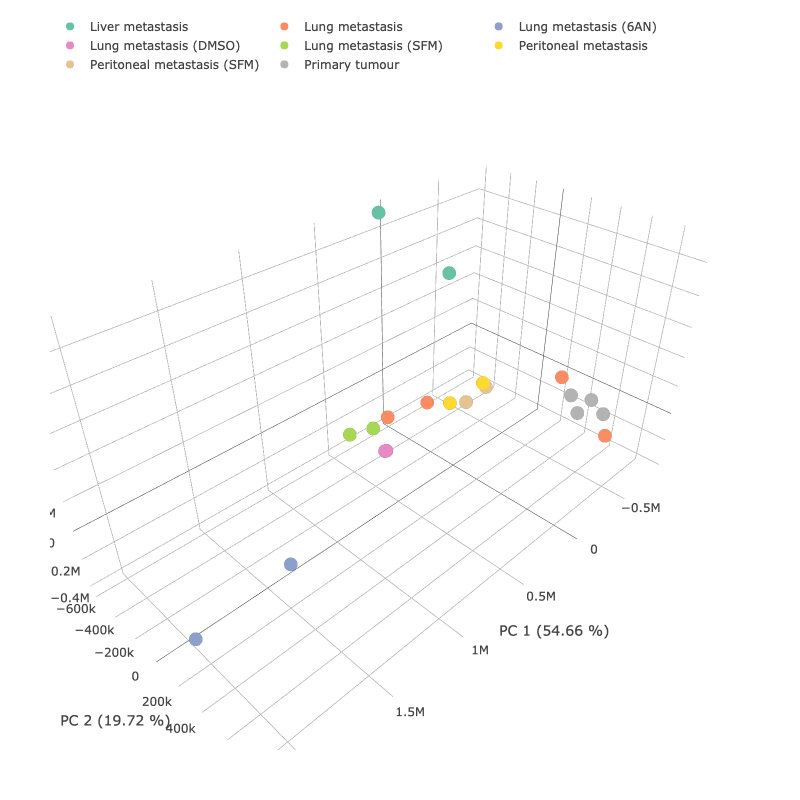 Liver metastasis
Lung metastasis
Lung metastasis (6AN)
Lung metastasis (DMSO)
Lung metastasis (SFM)
Peritoneal metastasis
Peritoneal metastasis (SFM)
Primary tumour
M
0
0.2M
−0.4M
−600k
−400k
−200k
0
200k
400k
PC 2 (19.72 %)
−0.5M
0
0.5M
1M
1.5M
PC 1 (54.66 %)